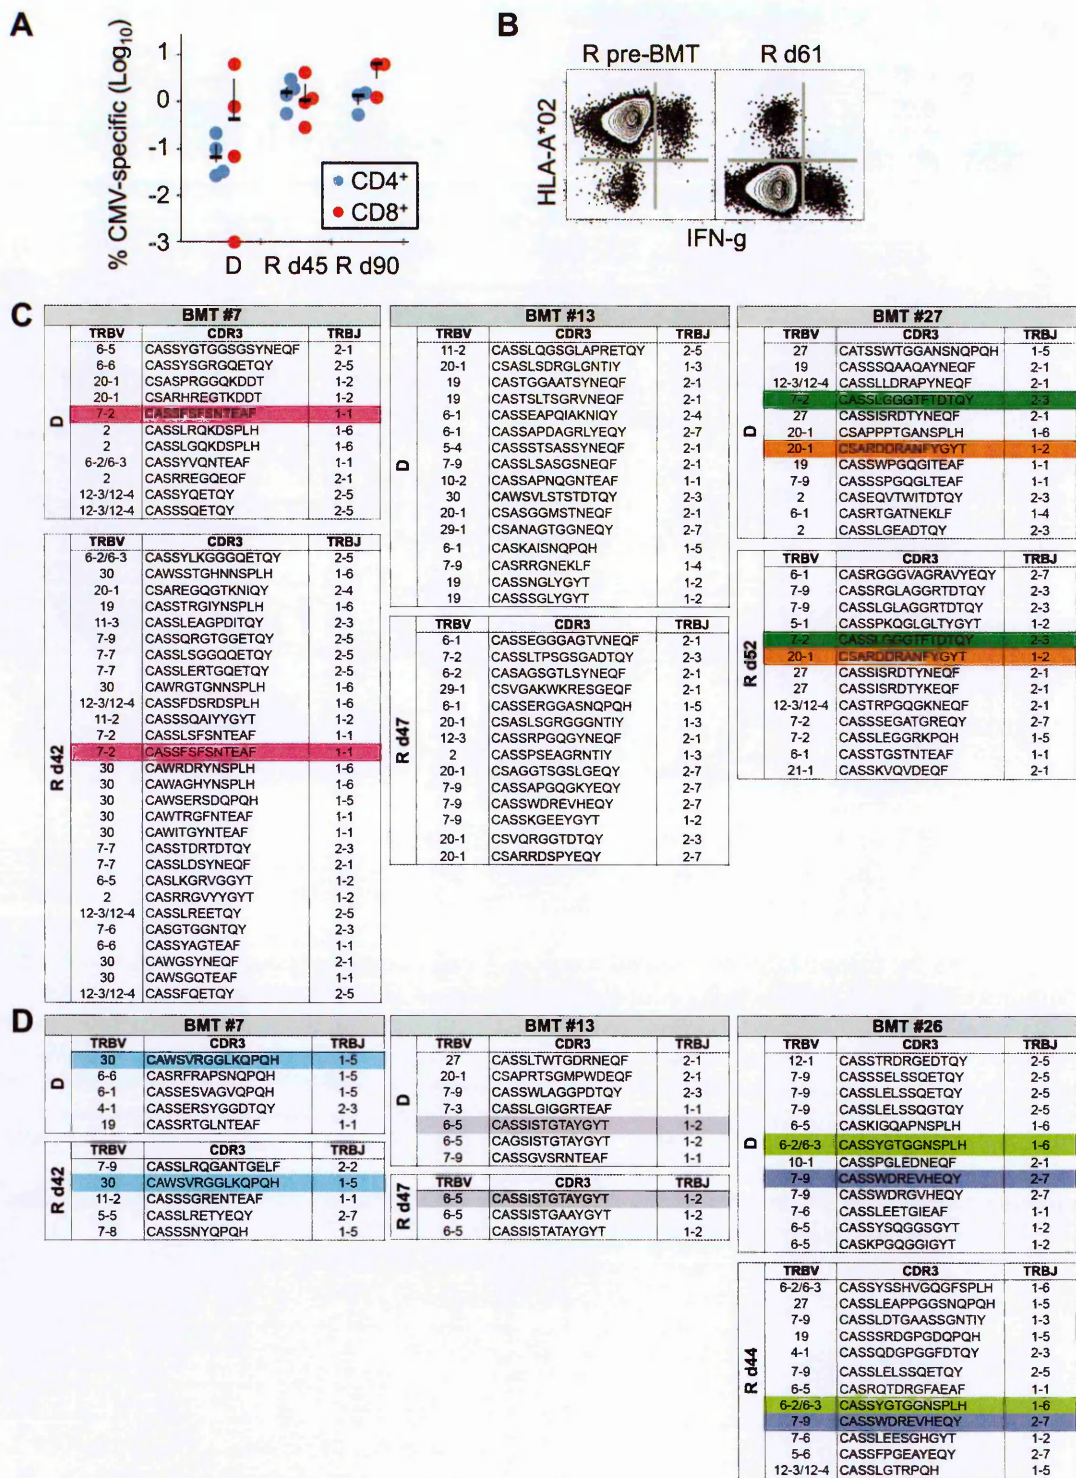 A
% CMV-specific (Log10)
1
0
-1
-2
-3
CD4+
CD8+
D
R d45
R d90
B
R pre-BMT
R d61
HLA-A*02
IFN-g
C
BMT #7
TRBV CDR3 TRBJ
D
6-5 CASSYGTGGSGSYNEQF 2-1
6-6 CASSYSGRGQETQY 2-5
20-1 CSASPRGGQKDDT 1-2
20-1 CSARHREGTKDDT 1-2
7-2 CASSFSFSNTEAF 1-1
2 CASSLRQKDSPLH 1-6
2 CASSLGQKDSPLH 1-6
6-2/6-3 CASSYVQNTEAF 1-1
2 CASRREGQEQF 2-1
12-3/12-4 CASSYQETQY 2-5
12-3/12-4 CASSSQETQY 2-5
TRBV CDR3 TRBJ
R d42
6-2/6-3 CASSYLKGGGQETQY 2-5
30 CAWSSTGHNNSPLH 1-6
20-1 CSAREGQGTKNIQY 2-4
19 CASSTRGIYNSPLH 1-6
11-3 CASSLEAGPDITQY 2-3
7-9 CASSQRGTGGETQY 2-5
7-7 CASSLSGGQQETQY 2-5
7-7 CASSLERTGQETQY 2-5
30 CAWRGTGNNSPLH 1-6
12-3/12-4 CASSFDSRDSPLH 1-6
11-2 CASSSQAIYYGYT 1-2
7-2 CASSLSFSNTEAF 1-1
7-2 CASSFSFSNTEAF 1-1
30 CAWRDRYNSPLH 1-6
30 CAWAGHYNSPLH 1-6
30 CAWSERSDQPQH 1-5
30 CAWTRGFNTEAF 1-1
30 CAWITGYNTEAF 1-1
7-7 CASSTDRTDTQY 2-3
7-7 CASSLDSYNEQF 2-1
6-5 CASLKGRVGGYT 1-2
2 CASRRGVYYGYT 1-2
12-3/12-4 CASSLREETQY 2-5
7-6 CASGTGGNTQY 2-3
6-6 CASSYAGTEAF 1-1
30 CAWGSYNEQF 2-1
30 CAWSGQTEAF 1-1
12-3/12-4 CASSFQETQY 2-5
BMT #13
TRBV CDR3 TRBJ
D
11-2 CASSLQGSGLAPRETQY 2-5
20-1 CSASLSDRGLGNTIY 1-3
19 CASTGGAATSYNEQF 2-1
19 CASTSLTSGRVNEQF 2-1
6-1 CASSEAPQIAKNIQY 2-4
6-1 CASSAPDAGRLYEQY 2-7
5-4 CASSSTSASSYNEQF 2-1
7-9 CASSLSASGSNEQF 2-1
10-2 CASSAPNQGNTEAF 1-1
30 CAWSVLSTSTDTQY 2-3
20-1 CSASGGMSTNEQF 2-1
29-1 CSANAGTGGNEQY 2-7
6-1 CASKAISNQPQH 1-5
7-9 CASRRGNEKLF 1-4
19 CASSNGLYGYT 1-2
19 CASSSGLYGYT 1-2
TRBV CDR3 TRBJ
R d47
6-1 CASSEGGGAGTVNEQF 2-1
7-2 CASSLTPSGSGADTQY 2-3
6-2 CASAGSGTLSYNEQF 2-1
29-1 CSVGAKWKRESGEQF 2-1
6-1 CASSERGGASNQPQH 1-5
20-1 CSASLSGRGGGNTIY 1-3
12-3 CASSRPGQGYNEQF 2-1
2 CASSPSEAGRNTIY 1-3
20-1 CSAGGTSGSLGEQY 2-7
7-9 CASSAPGQGKYEQY 2-7
7-9 CASSWDREVHEQY 2-7
7-9 CASSKGEEYGYT 1-2
20-1 CSVQRGGTDTQY 2-3
20-1 CSARRDSPYEQY 2-7
BMT #27
TRBV CDR3 TRBJ
D
27 CATSSWTGGANSNQPQH 1-5
19 CASSSQAAQAYNEQF 2-1
12-3/12-4 CASSLLDRAPYNEQF 2-1
7-2 CASSLGGGTFTDTQY 2-3
27 CASSISRDTYNEQF 2-1
20-1 CSAPPPTGANSPLH 1-6
20-1 CSARDDRANFYGYT 1-2
19 CASSWPGQGITEAF 1-1
7-9 CASSSPGQGLTEAF 1-1
2 CASEQVTWITDTQY 2-3
6-1 CASRTGATNEKLF 1-4
2 CASSLGEADTQY 2-3
TRBV CDR3 TRBJ
R d52
6-1 CASRGGGVAGRAVYEQY 2-7
7-9 CASSRGLAGGRTDTQY 2-3
7-9 CASSLGLAGGRTDTQY 2-3
5-1 CASSPKQGLGLTYGYT 1-2
7-2 CASSLGGGTFTDTQY 2-3
20-1 CSARDDRANFYGYT 1-2
27 CASSISRDTYNEQF 2-1
27 CASSISRDTYKEQF 2-1
12-3/12-4 CASTRPGQGKNEQF 2-1
7-2 CASSSEGATGREQY 2-7
7-2 CASSLEGGRKPQH 1-5
6-1 CASSTGSTNTEAF 1-1
21-1 CASSKVQVDEQF 2-1
D
BMT #7
TRBV CDR3 TRBJ
D
30 CAWSVRGGLKQPQH 1-5
6-6 CASRFRAPSNQPQH 1-5
6-1 CASSESVAGVQPQH 1-5
4-1 CASSERSYGGDTQY 2-3
19 CASSRTGLNTEAF 1-1
TRBV CDR3 TRBJ
R d42
7-9 CASSLRQGANTGELF 2-2
30 CAWSVRGGLKQPQH 1-5
11-2 CASSSGRENTEAF 1-1
5-5 CASSLRETYEQY 2-7
7-8 CASSSNYQPQH 1-5
BMT #13
TRBV CDR3 TRBJ
D
27 CASSLTWTGDRNEQF 2-1
20-1 CSAPRTSGMPWDEQF 2-1
7-9 CASSWLAGGPDTQY 2-3
7-3 CASSLGIGGRTEAF 1-1
6-5 CASSISTGTAYGYT 1-2
6-5 CAGSISTGTAYGYT 1-2
7-9 CASSGVSRNTEAF 1-1
TRBV CDR3 TRBJ
R d47
6-5 CASSISTGTAYGYT 1-2
6-5 CASSISTGAAYGYT 1-2
6-5 CASSISTATAYGYT 1-2
BMT #26
TRBV CDR3 TRBJ
D
12-1 CASSTRDRGEDTQY 2-5
7-9 CASSSELSSQETQY 2-5
7-9 CASSLELSSQETQY 2-5
7-9 CASSLELSSQGTQY 2-5
6-5 CASKIGQAPNSPLH 1-6
6-2/6-3 CASSYGTGGNSPLH 1-6
10-1 CASSPGLEDNEQF 2-1
7-9 CASSWDREVHEQY 2-7
7-9 CASSWDRGVHEQY 2-7
7-6 CASSLEETGIEAF 1-1
6-5 CASSYSQGGSGYT 1-2
6-5 CASKPGQGGIGYT 1-2
TRBV CDR3 TRBJ
R d44
6-2/6-3 CASSYSSHVGQGFSPLH 1-6
27 CASSLEAPPGGSNQPQH 1-5
7-9 CASSLDTGAASSGNTIY 1-3
19 CASSSRDGPGDQPQH 1-5
4-1 CASSQDGPGGFDTQY 2-3
7-9 CASSLELSSQETQY 2-5
6-5 CASRQTDRGFAEAF 1-1
6-2/6-3 CASSYGTGGNSPLH 1-6
7-9 CASSWDREVHEQY 2-7
7-6 CASSLEESGHGYT 1-2
5-6 CASSFPGEAYEQY 2-7
12-3/12-4 CASSLGTRPQH 1-5